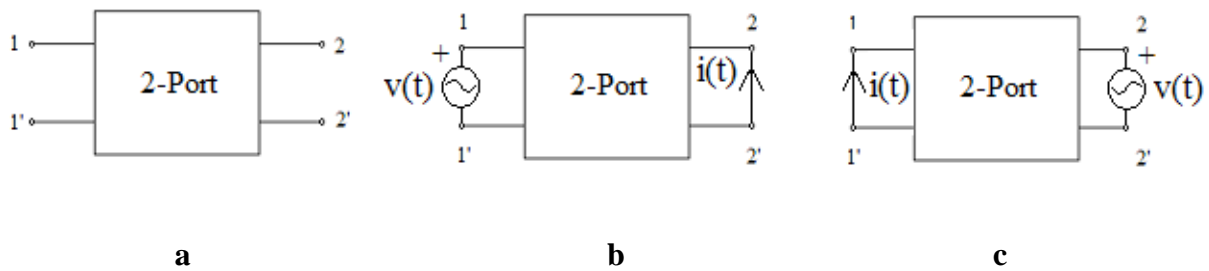 1
2-Port
2
1'
2'
a
1
+
v(t)
2-Port
i(t)
2
1'
2'
b
1
i(t)
2-Port
2
+
v(t)
1'
2'
c